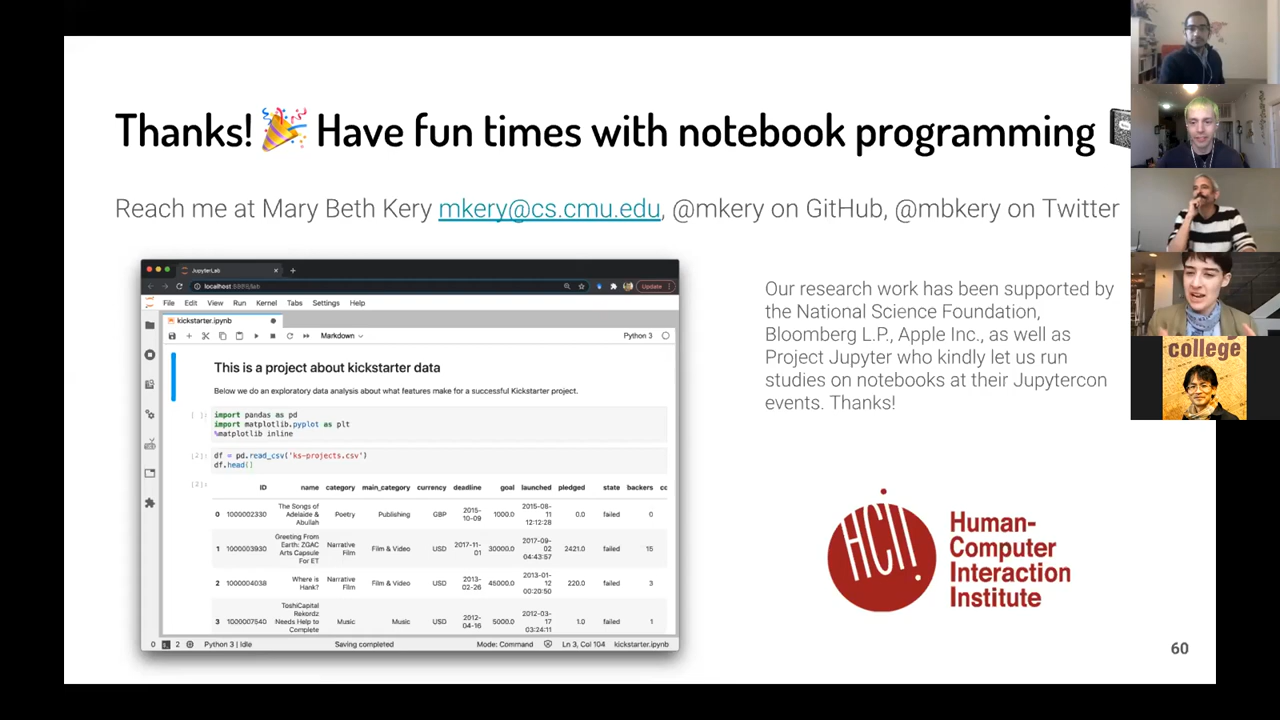 Thanks! 🎉 Have fun times with notebook programming
Reach me at Mary Beth Kery mkery@cs.cmu.edu, @mkery on GitHub, @mbkery on Twitter
JupyterLab
localhost:8889/lab
Update
File Edit View Run Kernel Tabs Settings Help
kickstarter.ipynb
Markdown
Python 3
This is a project about kickstarter data
Below we do an exploratory data analysis about what features make for a successful Kickstarter project.
[ ]:
import pandas as pd
import matplotlib.pyplot as plt
%matplotlib inline
[2]:
df = pd.read_csv('ks-projects.csv')
df.head()
[2]:
ID name category main_category currency deadline goal launched pledged state backers cc
0 1000002330 The Songs of Adelaide & Abullah Poetry Publishing GBP 2015-10-09 1000.0 2015-08-11 12:12:28 0.0 failed 0
1 1000003930 Greeting From Earth: ZGAC Arts Capsule For ET Narrative Film Film & Video USD 2017-11-01 30000.0 2017-09-02 04:43:57 2421.0 failed 15
2 1000004038 Where is Hank? Narrative Film Film & Video USD 2013-02-26 45000.0 2013-01-12 00:20:50 220.0 failed 3
3 1000007540 ToshiCapital Rekordz Needs Help to Complete Music Music USD 2012-04-16 5000.0 2012-03-17 03:24:11 1.0 failed 1
0 2 Python 3 | Idle Saving completed Mode: Command Ln 3, Col 104 kickstarter.ipynb
Our research work has been supported by
the National Science Foundation,
Bloomberg L.P., Apple Inc., as well as
Project Jupyter who kindly let us run
studies on notebooks at their Jupytercon
events. Thanks!
HCII
Human-
Computer
Interaction
Institute
60
college